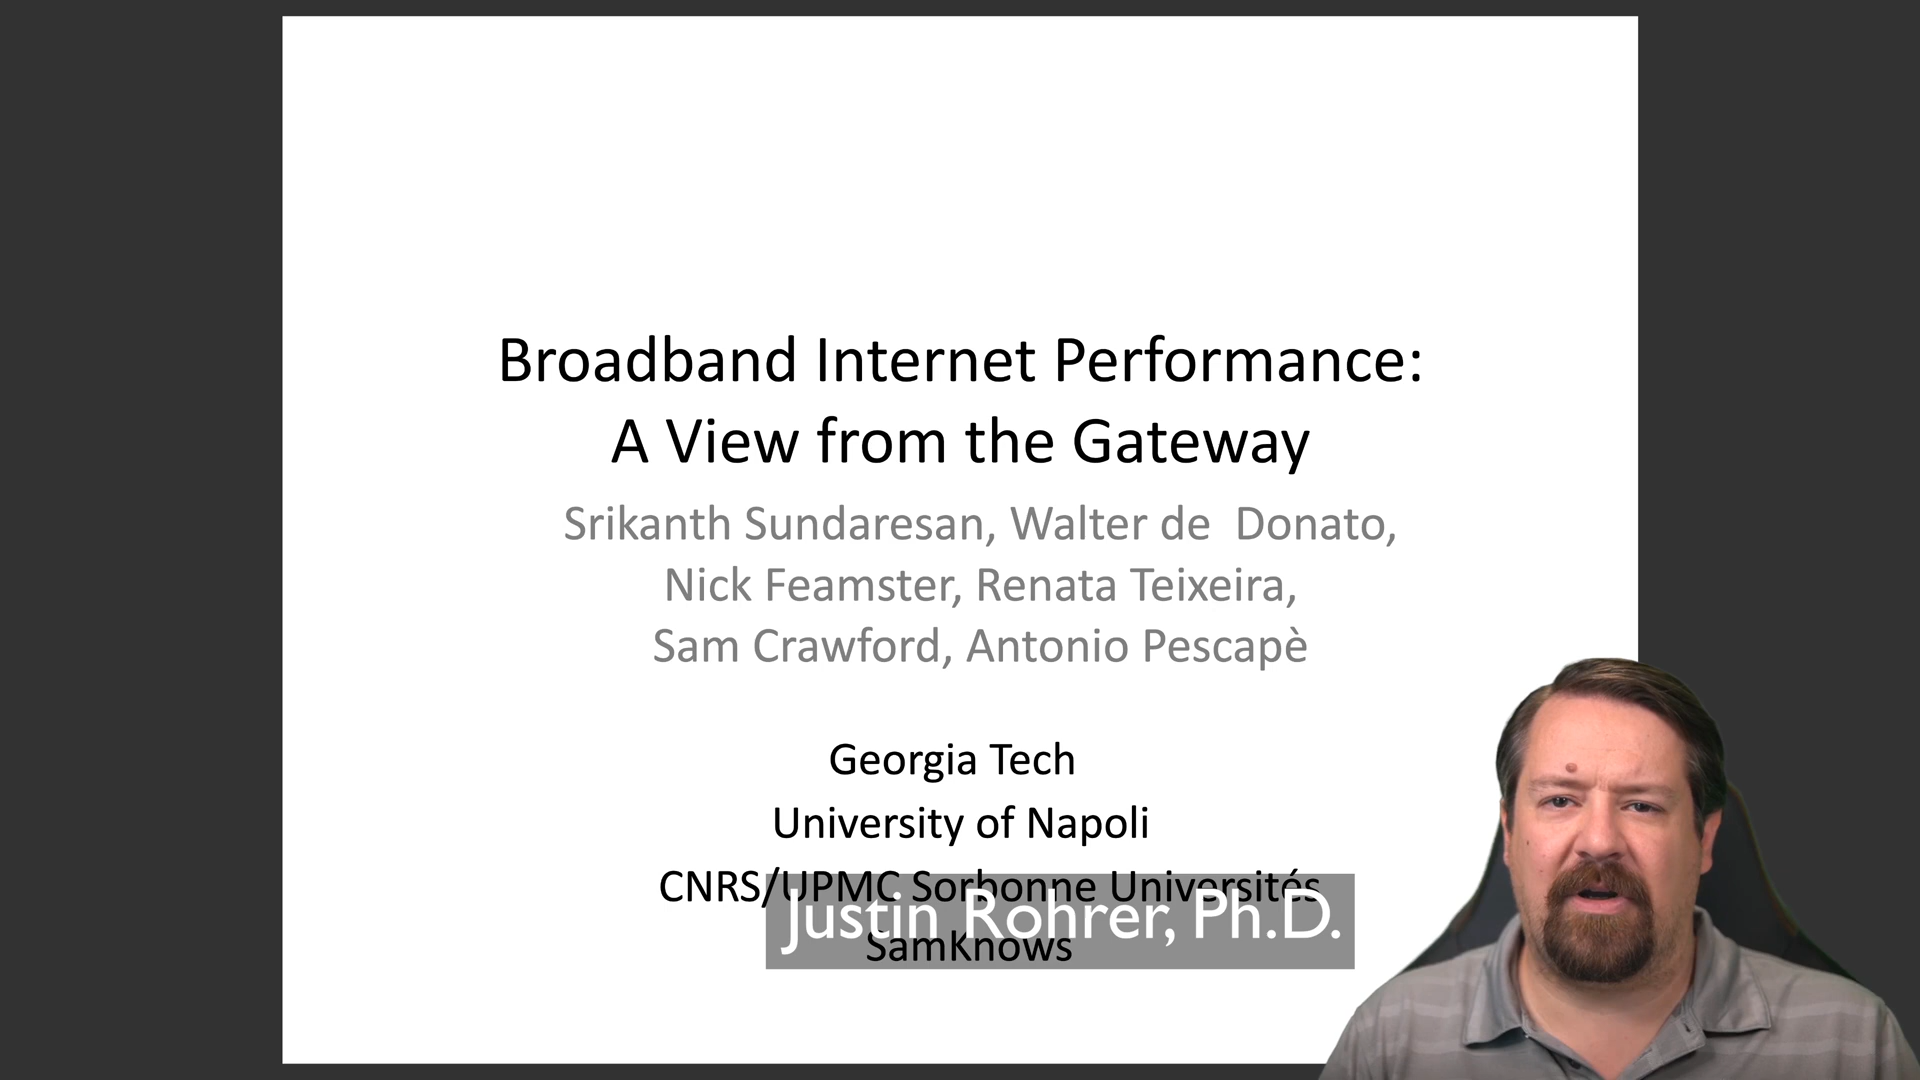 Broadband Internet Performance:
A View from the Gateway
Srikanth Sundaresan, Walter de  Donato,
Nick Feamster, Renata Teixeira,
Sam Crawford, Antonio Pescapè
Georgia Tech
University of Napoli
CNRS/UPMC Sorbonne Universités
Justin Rohrer, Ph.D.
SamKnows